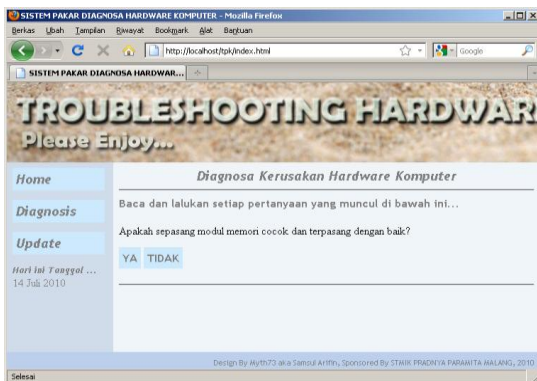 SISTEM PAKAR DIAGNOSA HARDWARE KOMPUTER - Mozilla Firefox
Berkas Ubah Tampilan Riwayat Bookmark Alat Bantuan
http://localhost/tpk/index.html
Google
SISTEM PAKAR DIAGNOSA HARDWAR...
TROUBLESHOOTING HARDWAR
Please Enjoy...
Home
Diagnosis
Update
Hari ini Tanggal ...
14 Juli 2010
Diagnosa Kerusakan Hardware Komputer
Baca dan lalukan setiap pertanyaan yang muncul di bawah ini...
Apakah sepasang modul memori cocok dan terpasang dengan baik?
YA TIDAK
Design By Myth7D aka Samsul Arifin, Sponsored By STMIK PRADNYA PARAMITA MALANG, 2010
Selesai